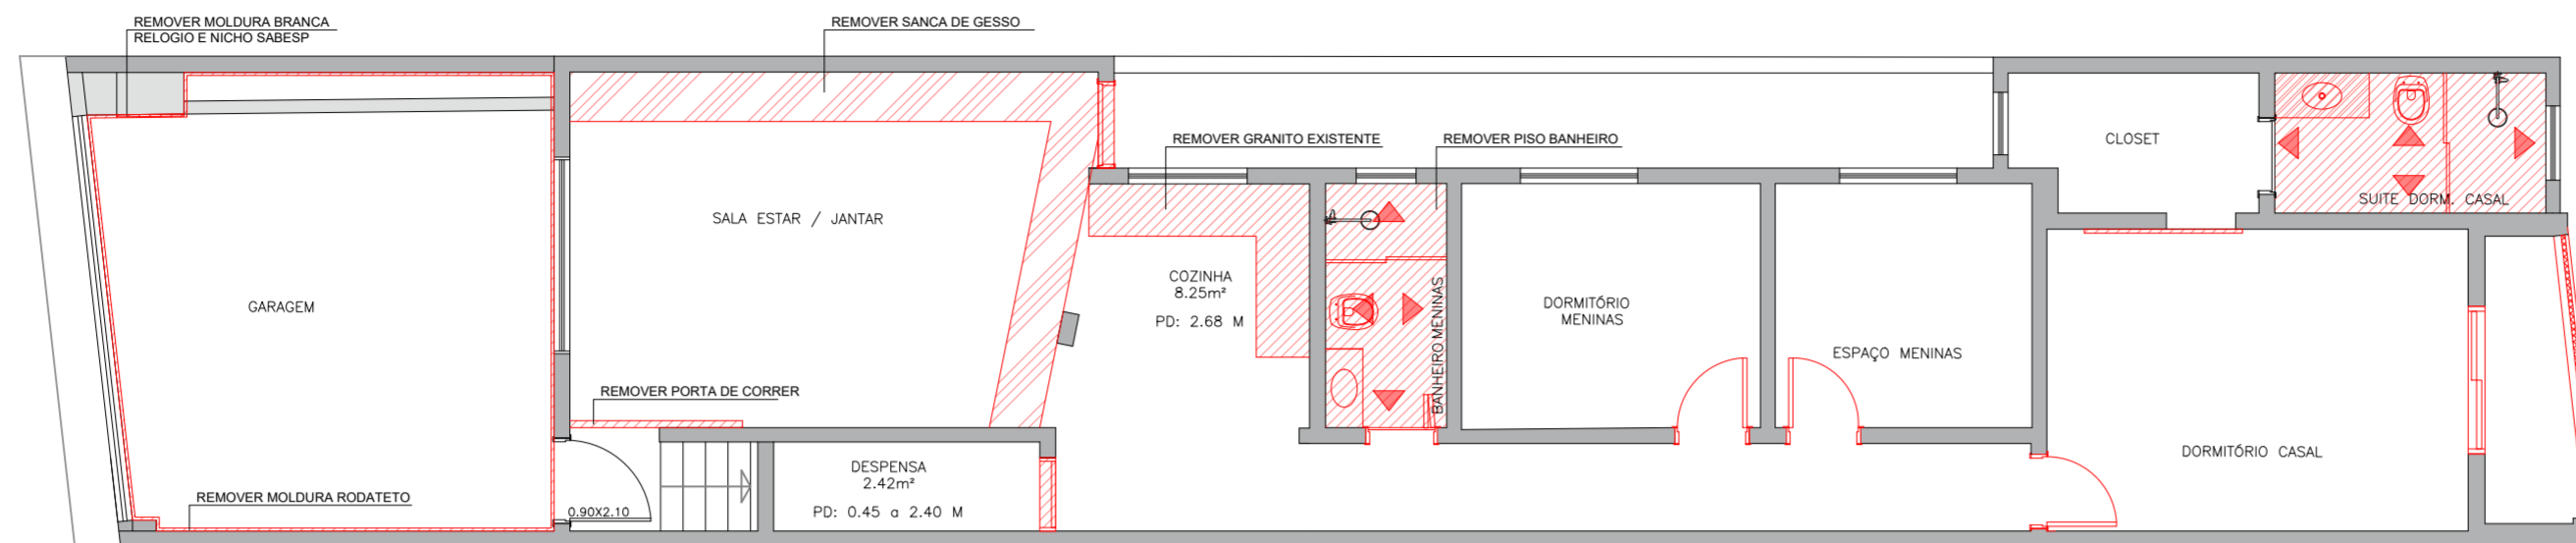 REMOVER MOLDURA BRANCA
RELOGIO E NICHO SABESP
REMOVER SANCA DE GESSO
REMOVER GRANITO EXISTENTE
REMOVER PISO BANHEIRO
CLOSET
SUITE DORM. CASAL
SALA ESTAR / JANTAR
COZINHA
8.25m²
PD: 2.68 M
GARAGEM
BANHEIRO MENINAS
DORMITÓRIO
MENINAS
ESPAÇO MENINAS
REMOVER PORTA DE CORRER
DORMITÓRIO CASAL
DESPENSA
2.42m²
PD: 0.45 a 2.40 M
REMOVER MOLDURA RODATETO
0.90X2.10